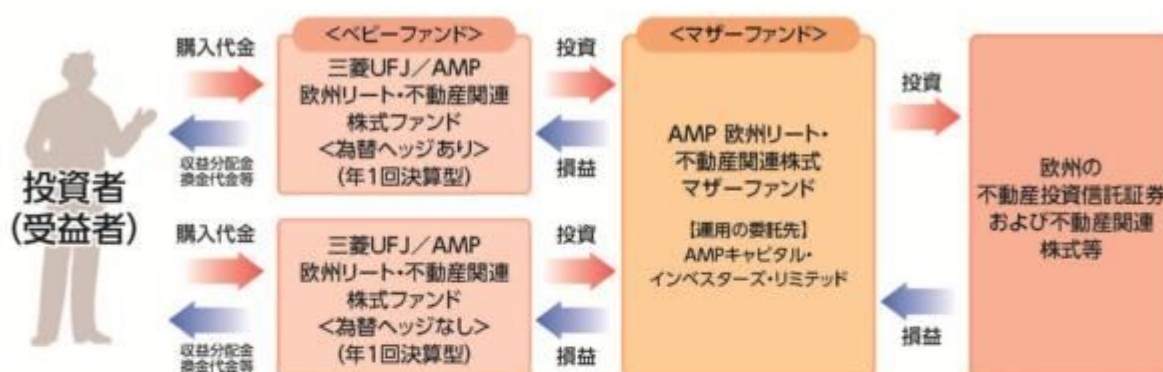 購入代金
収益分配金
換金代金等
投資者
(受益者)
購入代金
収益分配金
換金代金等
<ベビーファンド>
三菱UFJ/AMP
欧州リート・不動産関連
株式ファンド
<為替ヘッジあり>
(年1回決算型)
三菱UFJ/AMP
欧州リート・不動産関連
株式ファンド
<為替ヘッジなし>
(年1回決算型)
投資
損益
投資
損益
<マザーファンド>
AMP 欧州リート・
不動産関連株式
マザーファンド
【運用の委託先】
AMPキャピタル・
インベスターズ・リミテッド
投資
損益
欧州の
不動産投資信託証券
および不動産関連
株式等